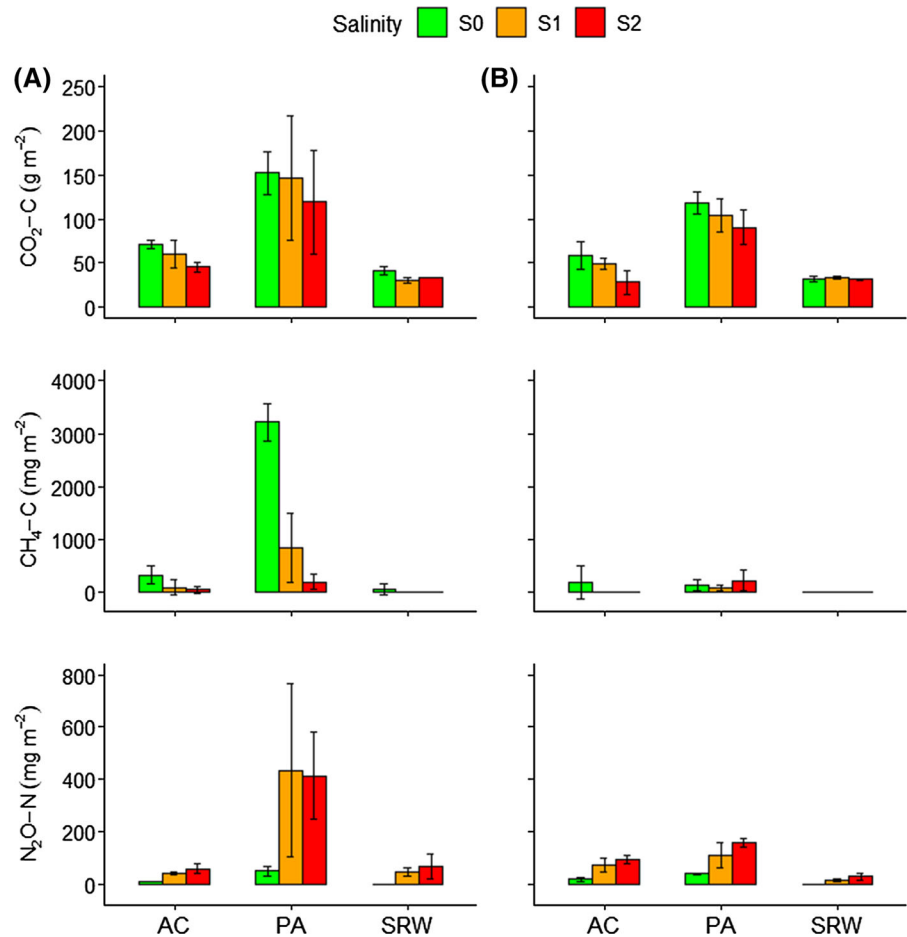 Salinity S0 S1 S2
(A) (B)
CO₂–C (g m⁻²)
250
200
150
100
50
0
CH₄–C (mg m⁻²)
4000
3000
2000
1000
0
N₂O–N (mg m⁻²)
800
600
400
200
0
AC PA SRW
AC PA SRW